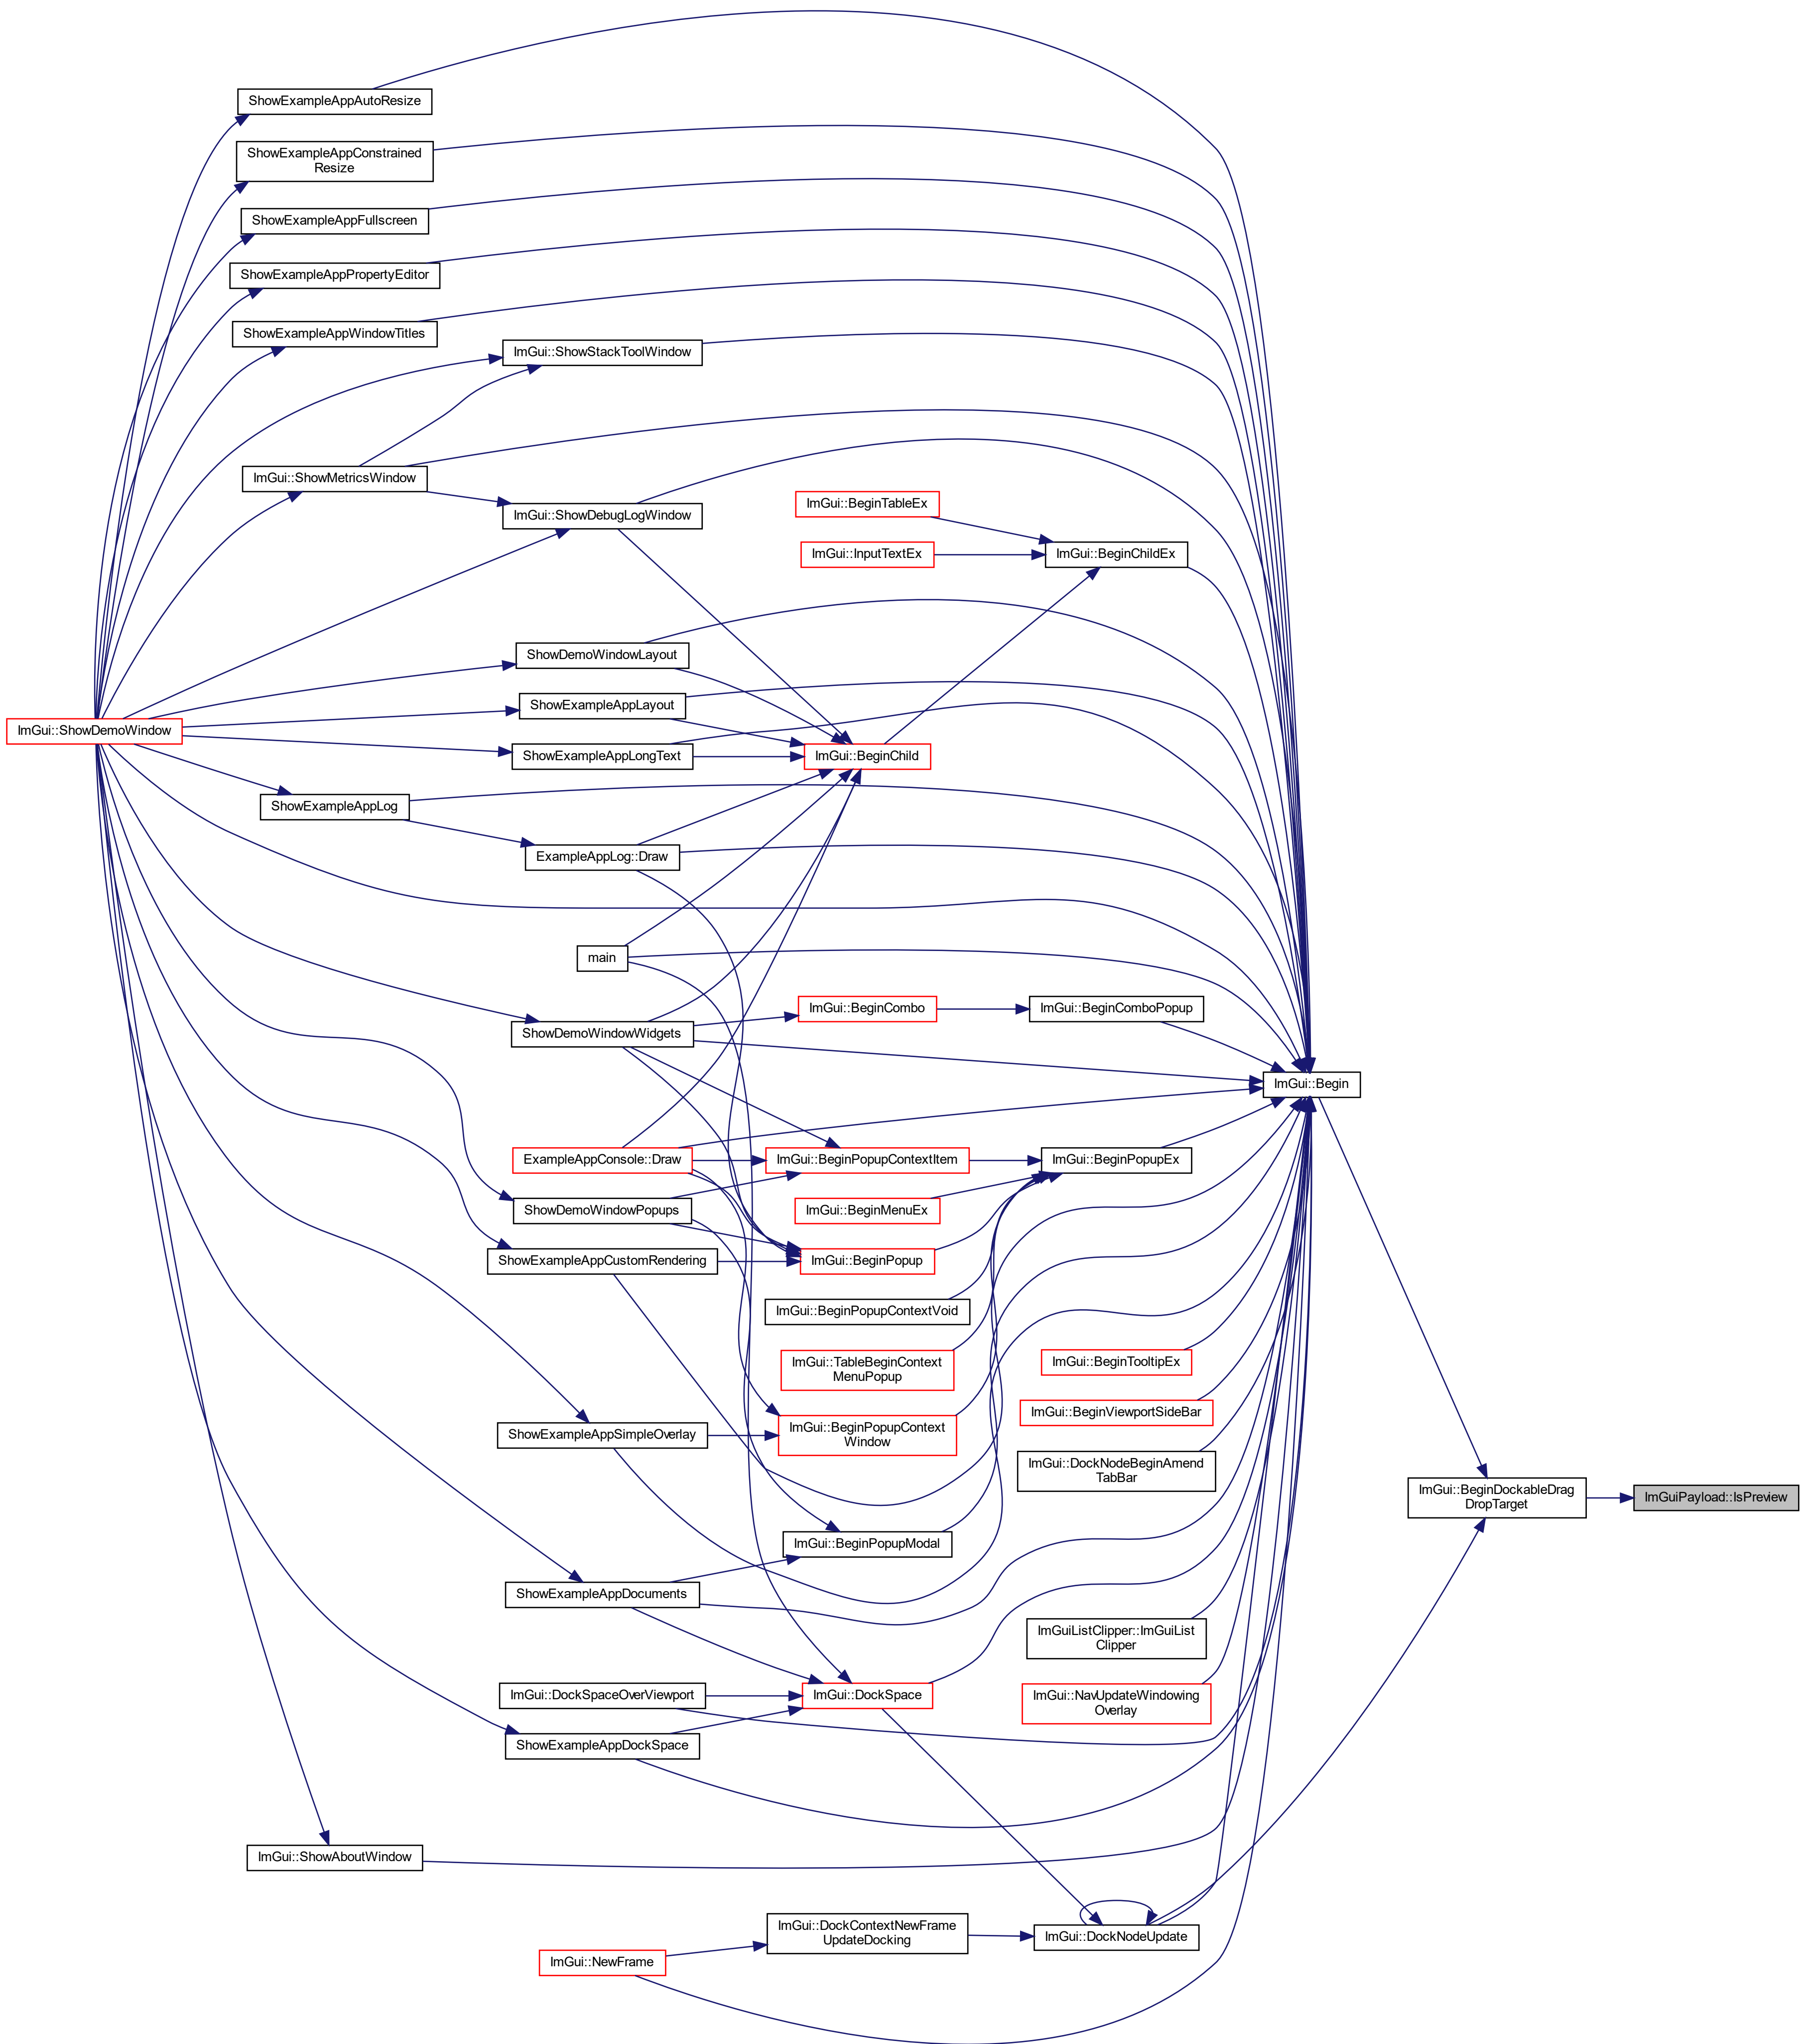 ShowExampleAppAutoResize
ShowExampleAppConstrained
Resize
ShowExampleAppFullscreen
ShowExampleAppPropertyEditor
ShowExampleAppWindowTitles
ImGui::ShowStackToolWindow
ImGui::ShowMetricsWindow
ImGui::ShowDebugLogWindow
ImGui::BeginTableEx
ImGui::InputTextEx
ImGui::BeginChildEx
ShowDemoWindowLayout
ShowExampleAppLayout
ImGui::ShowDemoWindow
ShowExampleAppLongText
ImGui::BeginChild
ShowExampleAppLog
ExampleAppLog::Draw
main
ShowDemoWindowWidgets
ImGui::BeginCombo
ImGui::BeginComboPopup
ImGui::Begin
ExampleAppConsole::Draw
ImGui::BeginPopupContextItem
ImGui::BeginPopupEx
ShowDemoWindowPopups
ImGui::BeginMenuEx
ShowExampleAppCustomRendering
ImGui::BeginPopup
ImGui::BeginPopupContextVoid
ImGui::TableBeginContext
MenuPopup
ImGui::BeginTooltipEx
ImGui::BeginViewportSideBar
ShowExampleAppSimpleOverlay
ImGui::BeginPopupContext
Window
ImGui::DockNodeBeginAmend
TabBar
ImGui::BeginDockableDrag
DropTarget
ImGuiPayload::IsPreview
ImGui::BeginPopupModal
ShowExampleAppDocuments
ImGuiListClipper::ImGuiList
Clipper
ImGui::DockSpaceOverViewport
ImGui::DockSpace
ImGui::NavUpdateWindowing
Overlay
ShowExampleAppDockSpace
ImGui::ShowAboutWindow
ImGui::DockContextNewFrame
UpdateDocking
ImGui::DockNodeUpdate
ImGui::NewFrame